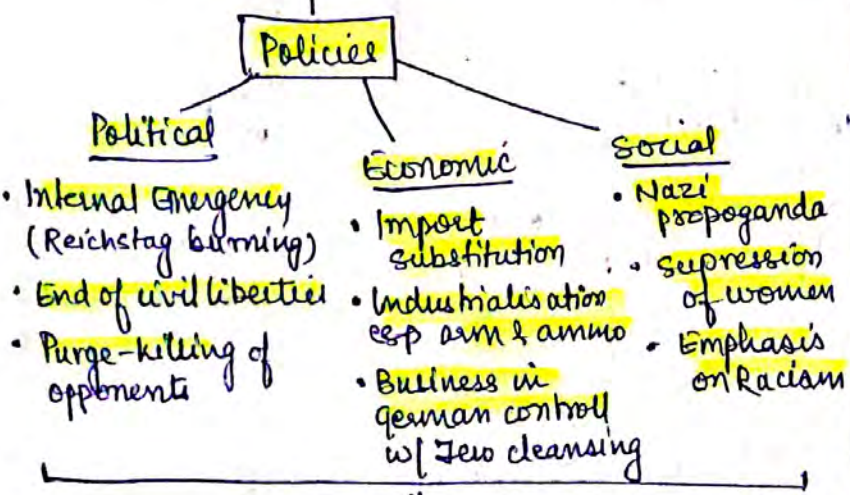 Policies
Political
• Internal Emergency
(Reichstag burning)
• End of civil liberties
• Purge-killing of
opponents
Economic
• Import
substitution
• Industrialisation
esp arm & ammo
• Business in
german controll
w/ Jew cleansing
Social
• Nazi
propoganda
• Supression
of women
• Emphasis
on Racism